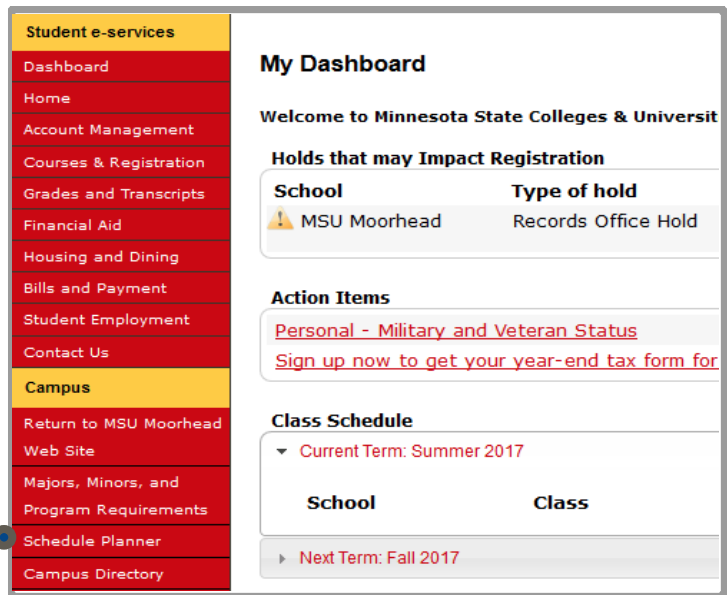 Student e-services
Dashboard
Home
Account Management
Courses & Registration
Grades and Transcripts
Financial Aid
Housing and Dining
Bills and Payment
Student Employment
Contact Us
Campus
Return to MSU Moorhead
Web Site
Majors, Minors, and
Program Requirements
Schedule Planner
Campus Directory
My Dashboard
Welcome to Minnesota State Colleges & Universit
Holds that may Impact Registration
School Type of hold
MSU Moorhead Records Office Hold
Action Items
Personal - Military and Veteran Status
Sign up now to get your year-end tax form for
Class Schedule
Current Term: Summer 2017
School Class
Next Term: Fall 2017